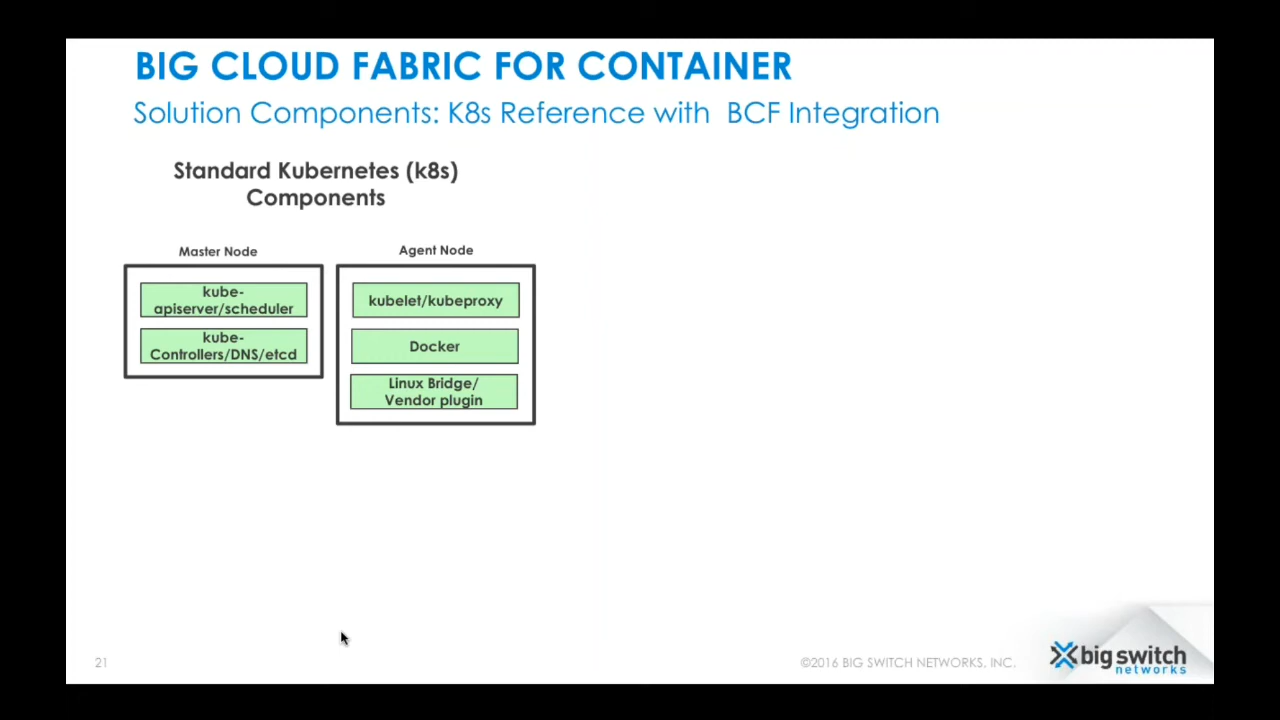 BIG CLOUD FABRIC FOR CONTAINER
Solution Components: K8s Reference with BCF Integration
Standard Kubernetes (k8s)
Components
Master Node
kube-
apiserver/scheduler
kube-
Controllers/DNS/etcd
Agent Node
kubelet/kubeproxy
Docker
Linux Bridge/
Vendor plugin
21
©2016 BIG SWITCH NETWORKS, INC.
big switch
networks